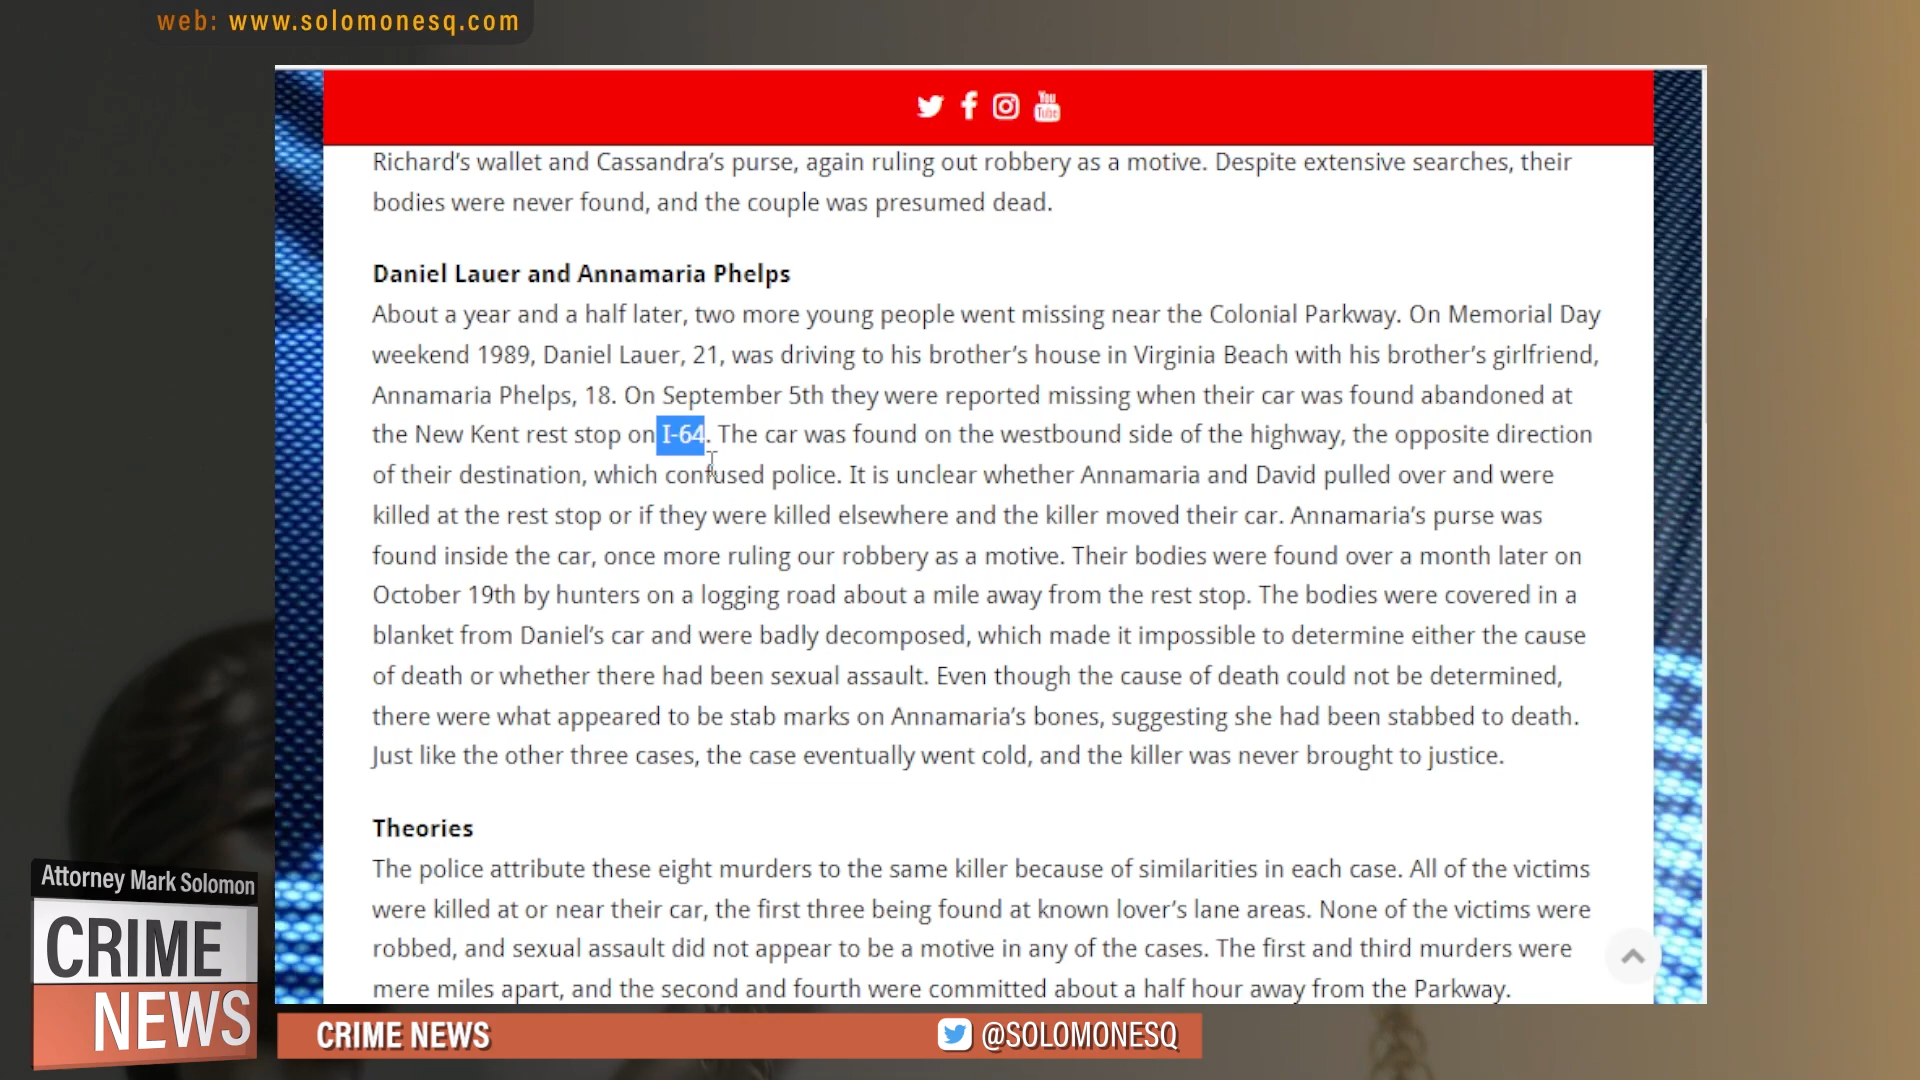 web: www.solomonesq.com
You
Tube
Richard's wallet and Cassandra's purse, again ruling out robbery as a motive. Despite extensive searches, their
bodies were never found, and the couple was presumed dead.
Daniel Lauer and Annamaria Phelps
About a year and a half later, two more young people went missing near the Colonial Parkway. On Memorial Day
weekend 1989, Daniel Lauer, 21, was driving to his brother's house in Virginia Beach with his brother's girlfriend,
Annamaria Phelps, 18. On September 5th they were reported missing when their car was found abandoned at
the New Kent rest stop on I-64. The car was found on the westbound side of the highway, the opposite direction
of their destination, which confused police. It is unclear whether Annamaria and David pulled over and were
killed at the rest stop or if they were killed elsewhere and the killer moved their car. Annamaria's purse was
found inside the car, once more ruling our robbery as a motive. Their bodies were found over a month later on
October 19th by hunters on a logging road about a mile away from the rest stop. The bodies were covered in a
blanket from Daniel's car and were badly decomposed, which made it impossible to determine either the cause
of death or whether there had been sexual assault. Even though the cause of death could not be determined,
there were what appeared to be stab marks on Annamaria's bones, suggesting she had been stabbed to death.
Just like the other three cases, the case eventually went cold, and the killer was never brought to justice.
Theories
The police attribute these eight murders to the same killer because of similarities in each case. All of the victims
were killed at or near their car, the first three being found at known lover's lane areas. None of the victims were
robbed, and sexual assault did not appear to be a motive in any of the cases. The first and third murders were
mere miles apart, and the second and fourth were committed about a half hour away from the Parkway.
Attorney Mark Solomon
CRIME
NEWS
CRIME NEWS
@SOLOMONESQ